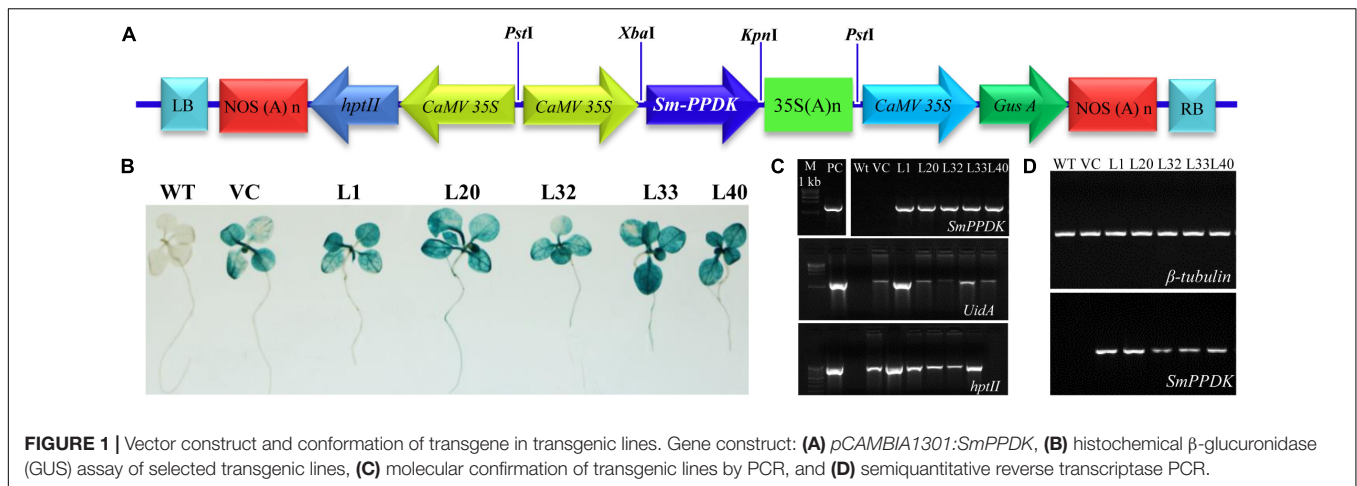 A
PstI XbaI KpnI PstI
LB NOS (A) n hptII CaMV 35S CaMV 35S Sm-PPDK 35S(A)n CaMV 35S Gus A NOS (A) n RB
B
WT VC L1 L20 L32 L33 L40
C
M
1 kb
PC
Wt VC L1 L20 L32 L33L40
SmPPDK
UidA
hptII
D
WT VC L1 L20 L32 L33L40
β-tubulin
SmPPDK
FIGURE 1 | Vector construct and conformation of transgene in transgenic lines. Gene construct: (A) pCAMBIA1301:SmPPDK, (B) histochemical β-glucuronidase
(GUS) assay of selected transgenic lines, (C) molecular confirmation of transgenic lines by PCR, and (D) semiquantitative reverse transcriptase PCR.